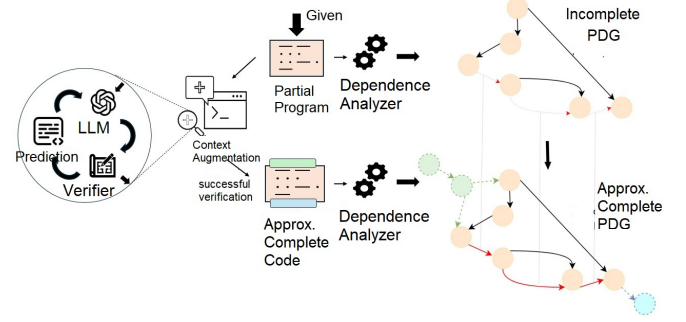 Given
Incomplete
PDG
Partial
Program
Dependence
Analyzer
LLM
Prediction
Verifier
>_
Context
Augmentation
successful
verification
Approx.
Complete
Code
Dependence
Analyzer
Approx.
Complete
PDG